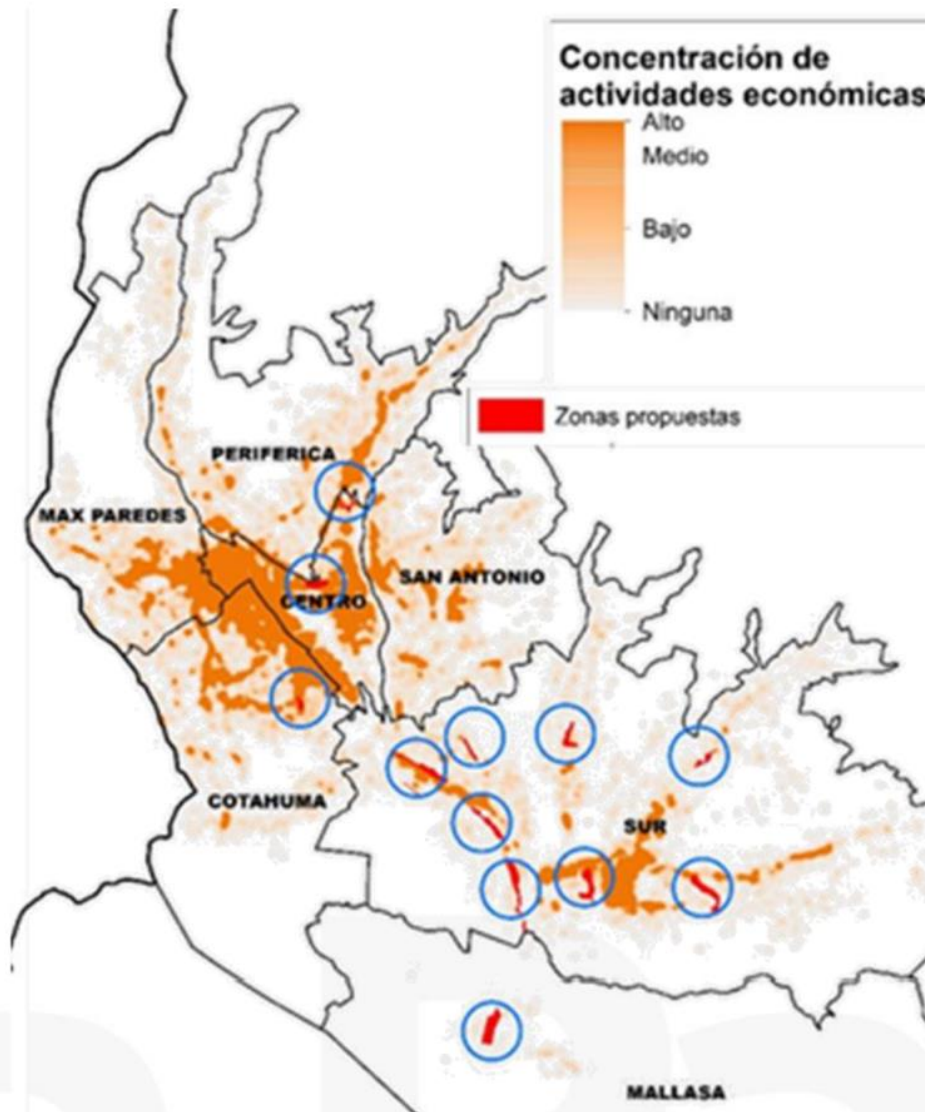 Concentración de
actividades económicas
Alto
Medio
Bajo
Ninguna
Zonas propuestas
PERIFERICA
MAX PAREDES
SAN ANTONIO
CENTRO
COTAHUMA
SUR
MALLASA